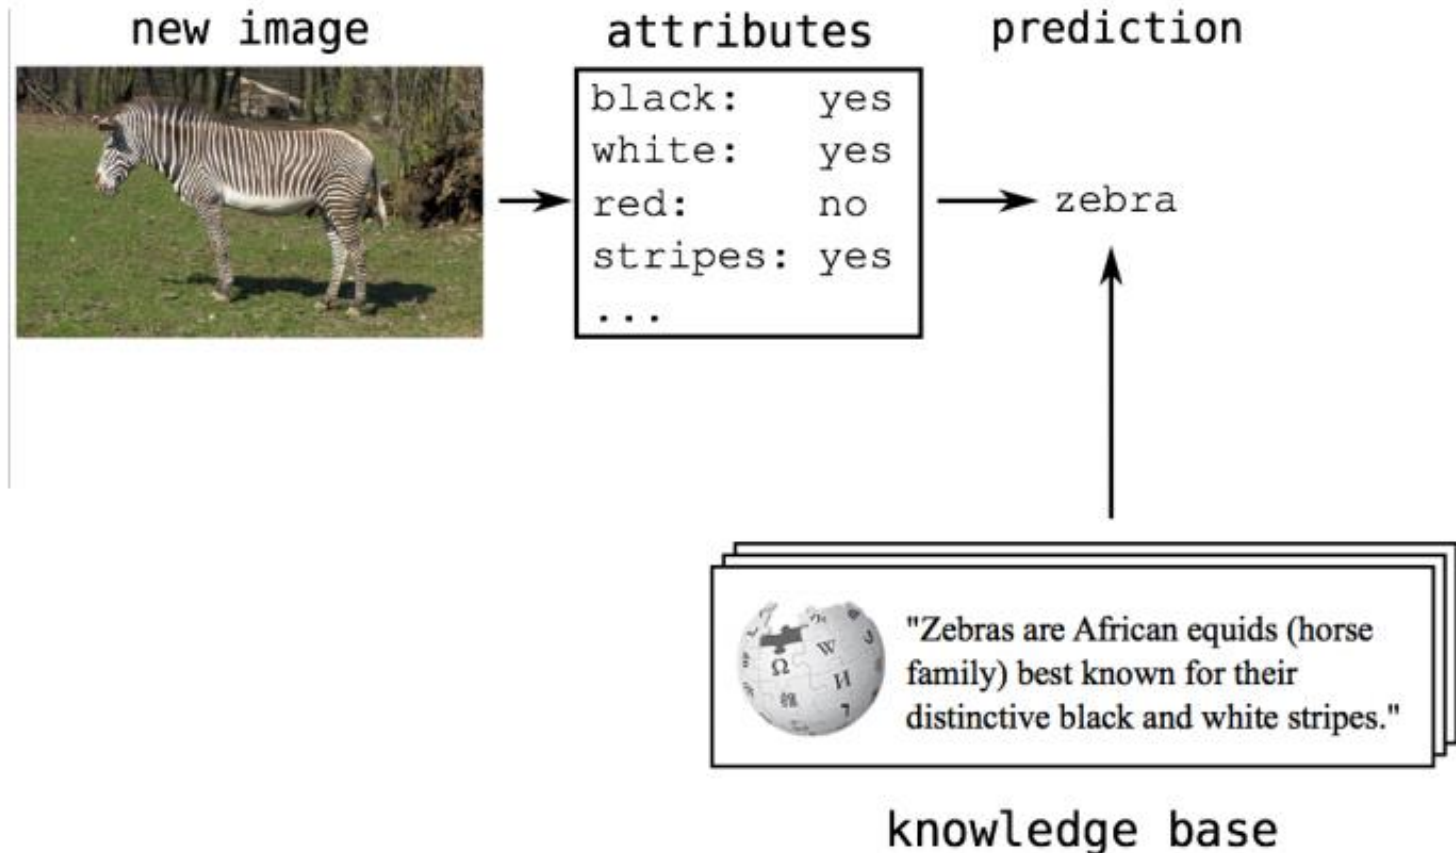 new image
attributes
prediction
black: yes
white: yes
red: no
stripes: yes
...
zebra
Ω W И
"Zebras are African equids (horse
family) best known for their
distinctive black and white stripes."
knowledge base